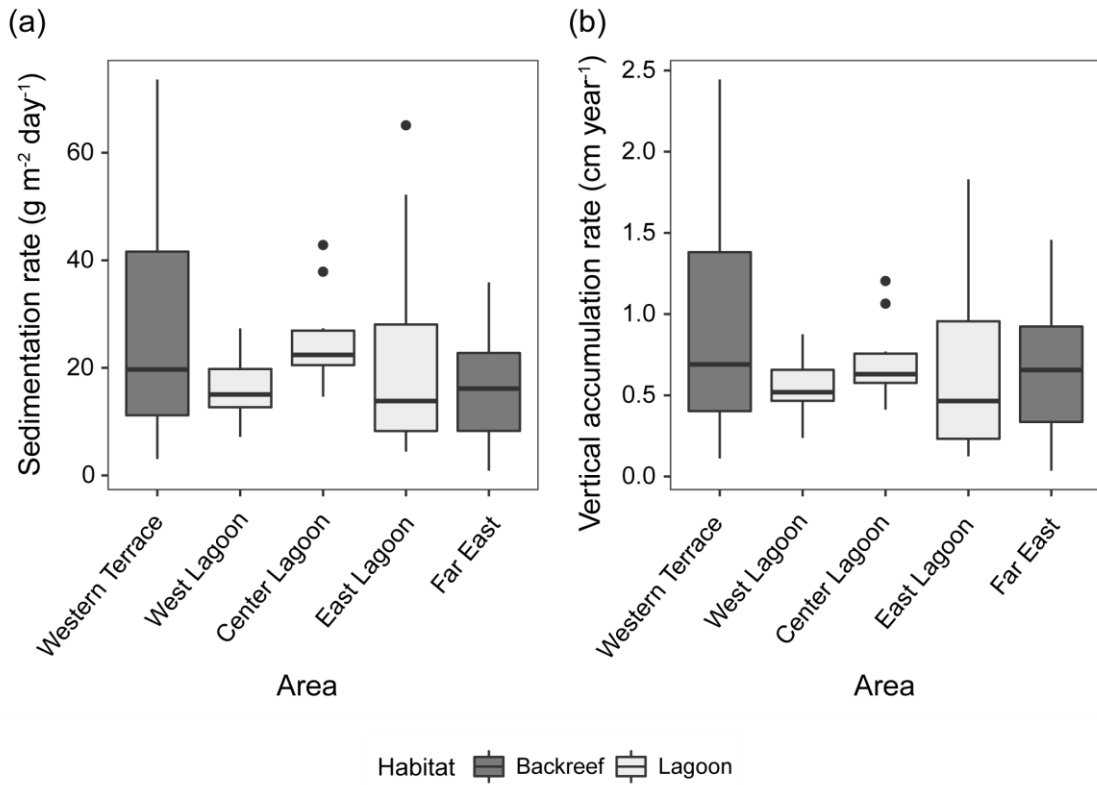 (a)
Sedimentation rate (g m⁻² day⁻¹)
60
40
20
0
Western Terrace
West Lagoon
Center Lagoon
East Lagoon
Far East
Area
(b)
Vertical accumulation rate (cm year⁻¹)
2.5
2.0
1.5
1.0
0.5
0.0
Western Terrace
West Lagoon
Center Lagoon
East Lagoon
Far East
Area
Habitat Backreef Lagoon